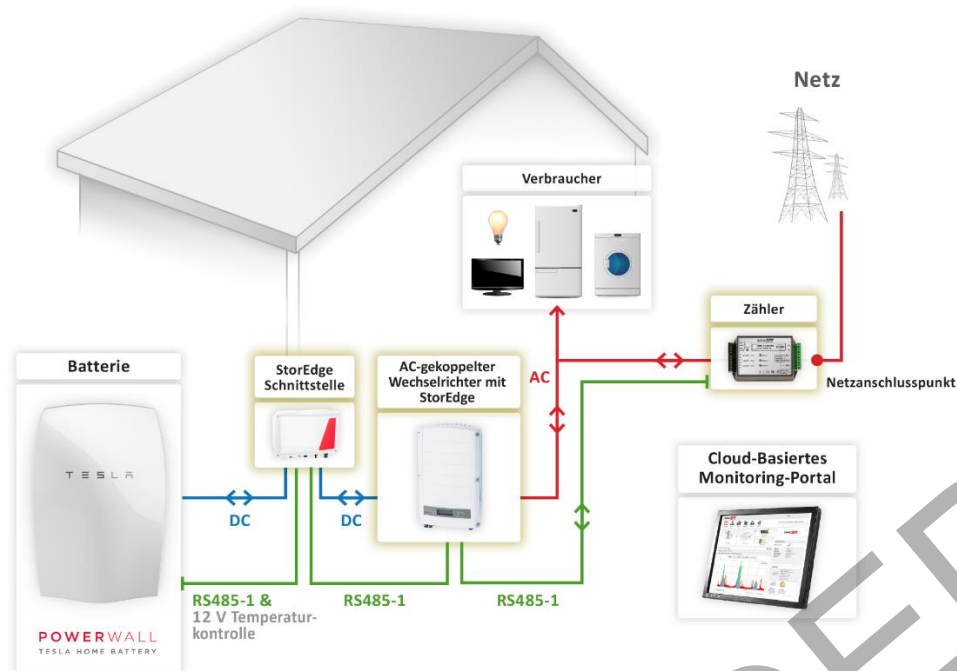 Netz
Verbraucher
Zähler
Netzanschlusspunkt
Batterie
StorEdge
Schnittstelle
AC-gekoppelter
Wechselrichter mit
StorEdge
AC
TESLA
DC
DC
Cloud-Basiertes
Monitoring-Portal
RS485-1 &
12 V Temperatur-
kontrolle
RS485-1
RS485-1
POWERWALL
TESLA HOME BATTERY